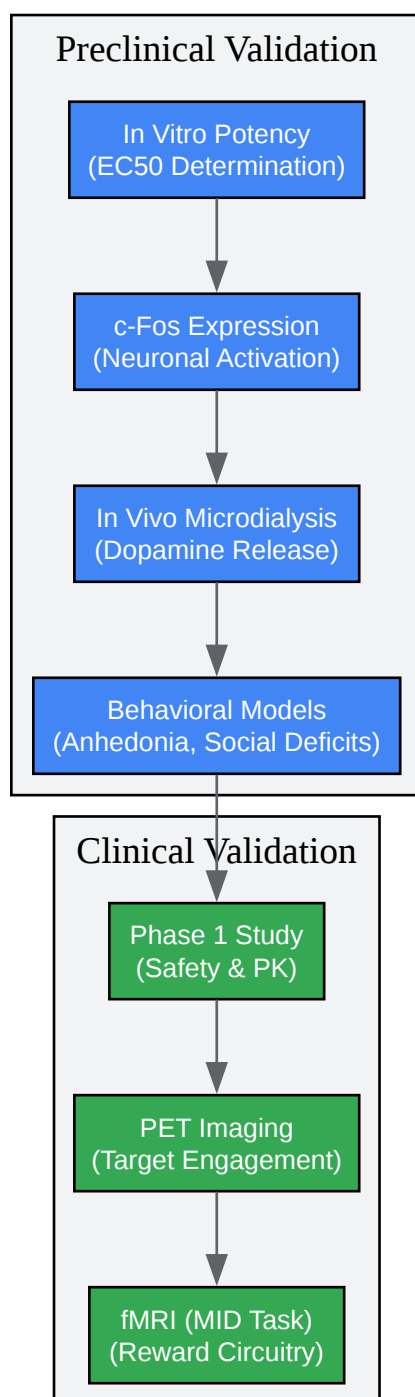 Preclinical Validation
In Vitro Potency
(EC50 Determination)
c-Fos Expression
(Neuronal Activation)
In Vivo Microdialysis
(Dopamine Release)
Behavioral Models
(Anhedonia, Social Deficits)
Clinical Validation
Phase 1 Study
(Safety & PK)
PET Imaging
(Target Engagement)
fMRI (MID Task)
(Reward Circuitry)